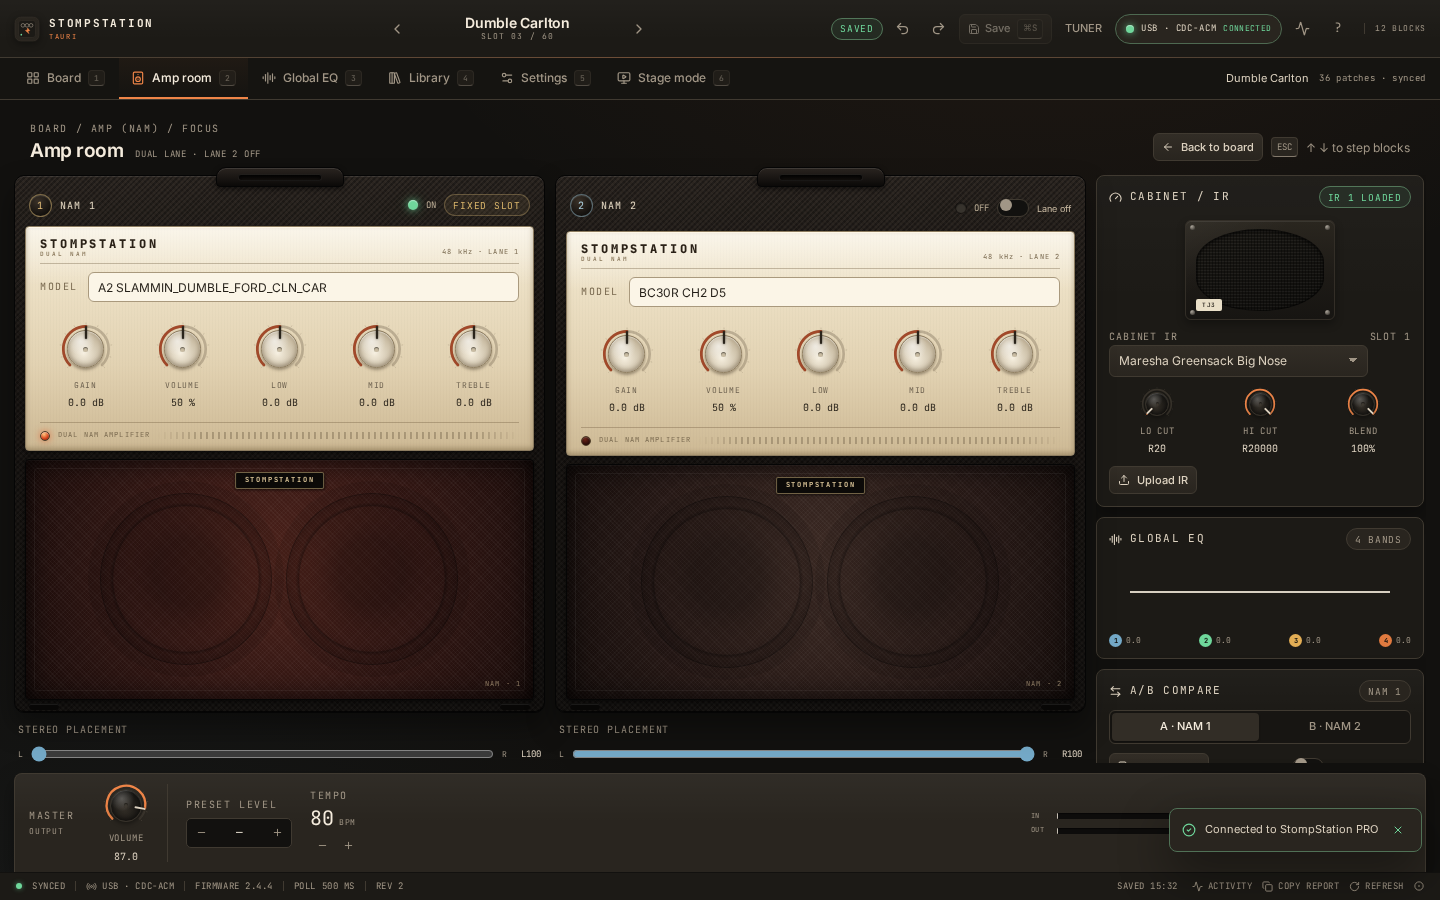 STOMPSTATION
TAURI
Dumble Carlton
SLOT 03 / 60
SAVED
Save ⌘S
TUNER
USB · CDC-ACM CONNECTED
?
12 BLOCKS
Board 1
Amp room 2
Global EQ 3
Library 4
Settings 5
Stage mode 6
Dumble Carlton 36 patches · synced
BOARD / AMP (NAM) / FOCUS
Amp room DUAL LANE · LANE 2 OFF
← Back to board ESC ↑ ↓ to step blocks
1 NAM 1 ON FIXED SLOT
STOMPSTATION
DUAL NAM
48 kHz · LANE 1
MODEL A2 SLAMMIN_DUMBLE_FORD_CLN_CAR
GAIN VOLUME LOW MID TREBLE
0.0 dB 50 % 0.0 dB 0.0 dB 0.0 dB
DUAL NAM AMPLIFIER
STOMPSTATION
NAM · 1
STEREO PLACEMENT
L R L100
2 NAM 2 OFF Lane off
STOMPSTATION
DUAL NAM
48 kHz · LANE 2
MODEL BC30R CH2 D5
GAIN VOLUME LOW MID TREBLE
0.0 dB 50 % 0.0 dB 0.0 dB 0.0 dB
DUAL NAM AMPLIFIER
STOMPSTATION
NAM · 2
STEREO PLACEMENT
L R R100
CABINET / IR IR 1 LOADED
TJ3
CABINET IR SLOT 1
Maresha Greensack Big Nose
LO CUT HI CUT BLEND
R20 R20000 100%
Upload IR
GLOBAL EQ 4 BANDS
1 0.0 2 0.0 3 0.0 4 0.0
A/B COMPARE NAM 1
A · NAM 1 B · NAM 2
MASTER
OUTPUT
VOLUME
87.0
PRESET LEVEL
− – +
TEMPO
80 BPM
− +
IN
OUT
Connected to StompStation PRO
SYNCED USB · CDC-ACM FIRMWARE 2.4.4 POLL 500 MS REV 2
SAVED 15:32 ACTIVITY COPY REPORT REFRESH